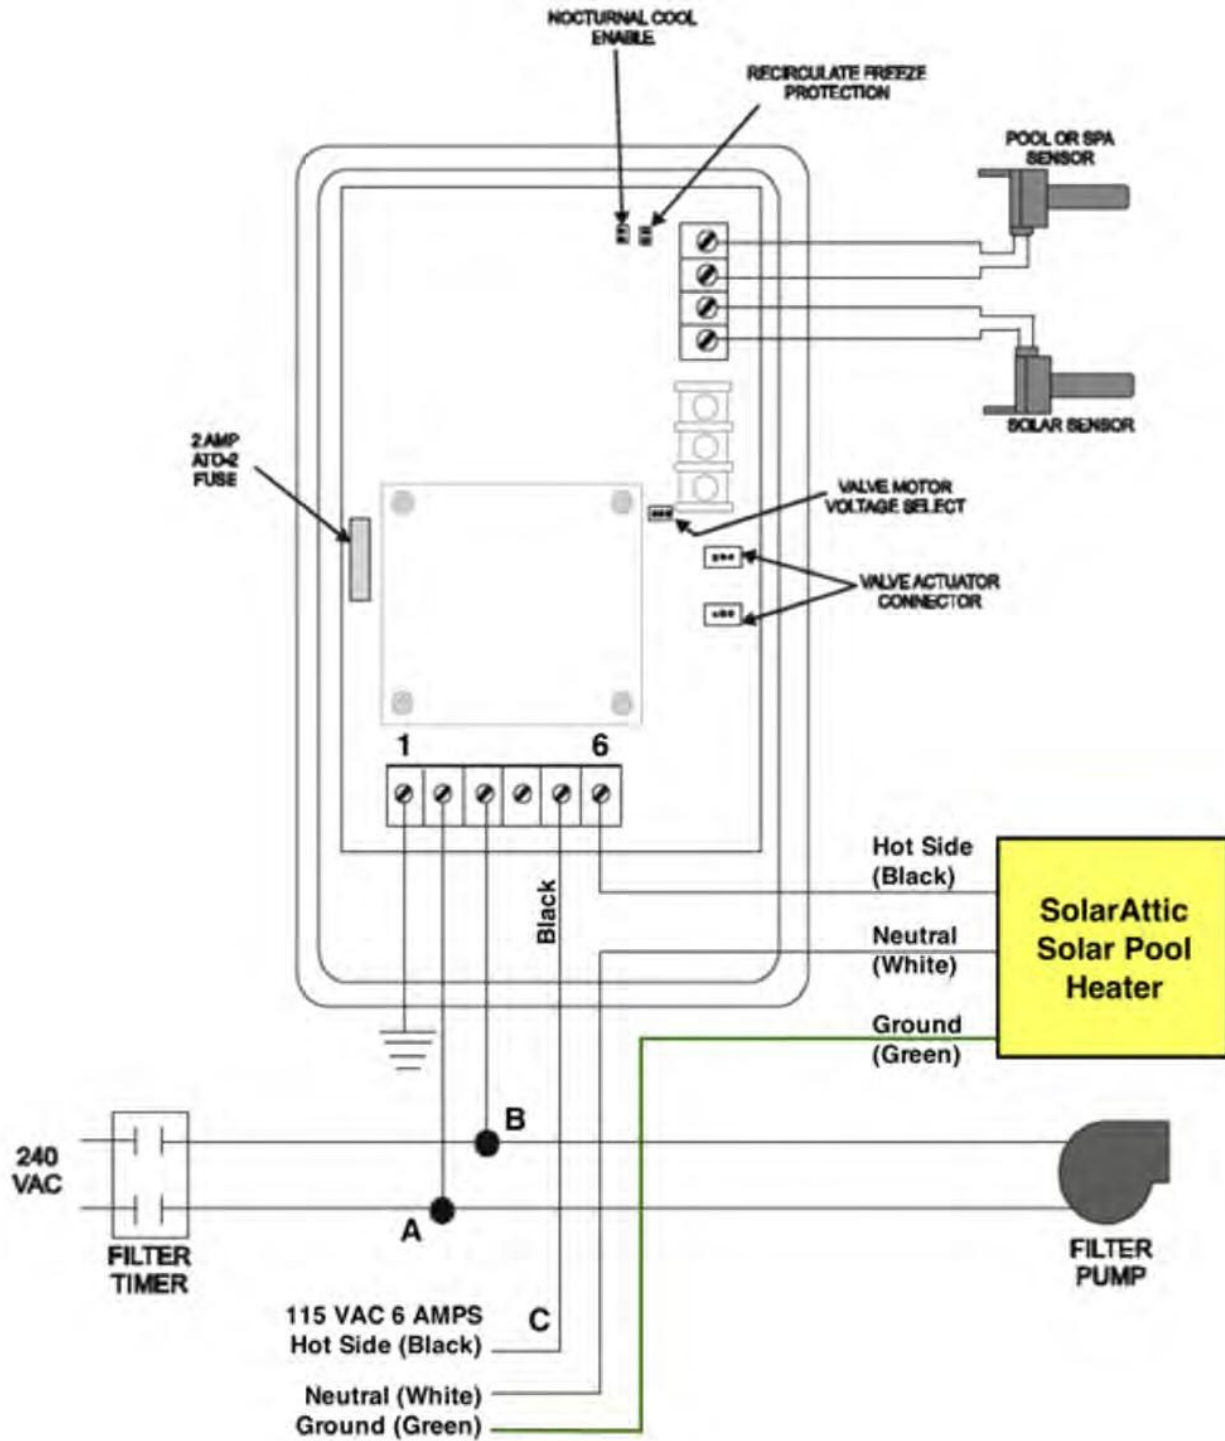 NOCTURNAL COOL
ENABLE
RECIRCULATE FREEZE
PROTECTION
POOL OR SPA
SENSOR
SOLAR SENSOR
2 AMP
ATO-2
FUSE
VALVE MOTOR
VOLTAGE SELECT
VALVE ACTUATOR
CONNECTOR
1
6
Black
Hot Side
(Black)
Neutral
(White)
Ground
(Green)
SolarAttic
Solar Pool
Heater
B
A
240
VAC
FILTER
TIMER
FILTER
PUMP
115 VAC 6 AMPS
Hot Side (Black)
C
Neutral (White)
Ground (Green)